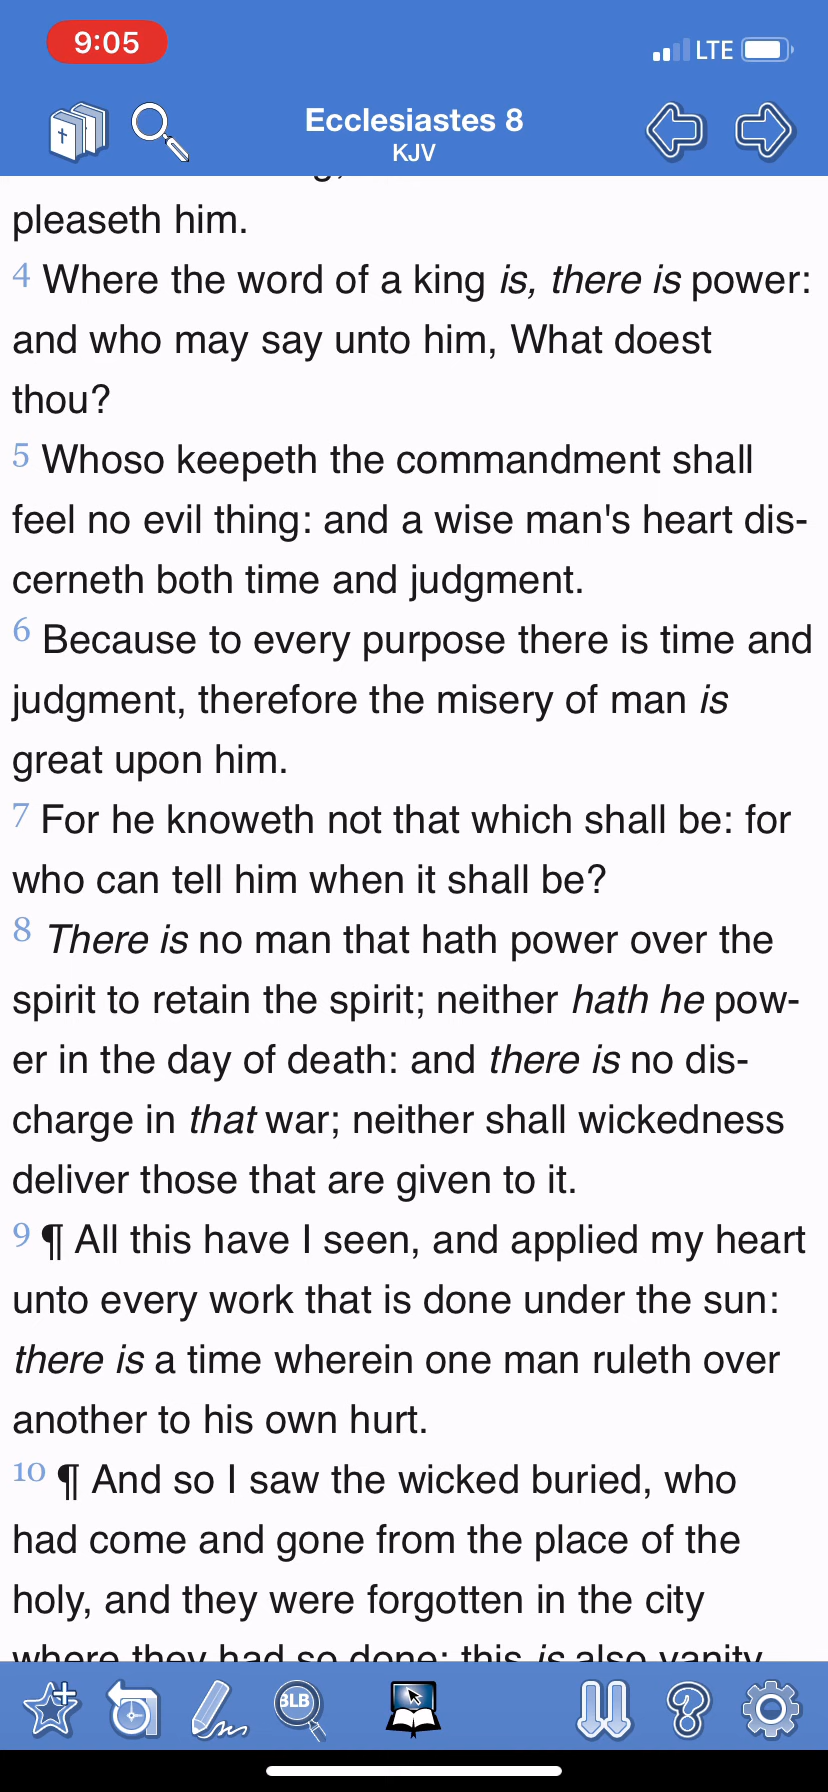 9:05
LTE
Ecclesiastes 8
KJV
pleaseth him.
4 Where the word of a king is, there is power:
and who may say unto him, What doest
thou?
5 Whoso keepeth the commandment shall
feel no evil thing: and a wise man's heart dis-
cerneth both time and judgment.
6 Because to every purpose there is time and
judgment, therefore the misery of man is
great upon him.
7 For he knoweth not that which shall be: for
who can tell him when it shall be?
8 There is no man that hath power over the
spirit to retain the spirit; neither hath he pow-
er in the day of death: and there is no dis-
charge in that war; neither shall wickedness
deliver those that are given to it.
9 ¶ All this have I seen, and applied my heart
unto every work that is done under the sun:
there is a time wherein one man ruleth over
another to his own hurt.
10 ¶ And so I saw the wicked buried, who
had come and gone from the place of the
holy, and they were forgotten in the city
where they had so done: this is also vanity
BLB